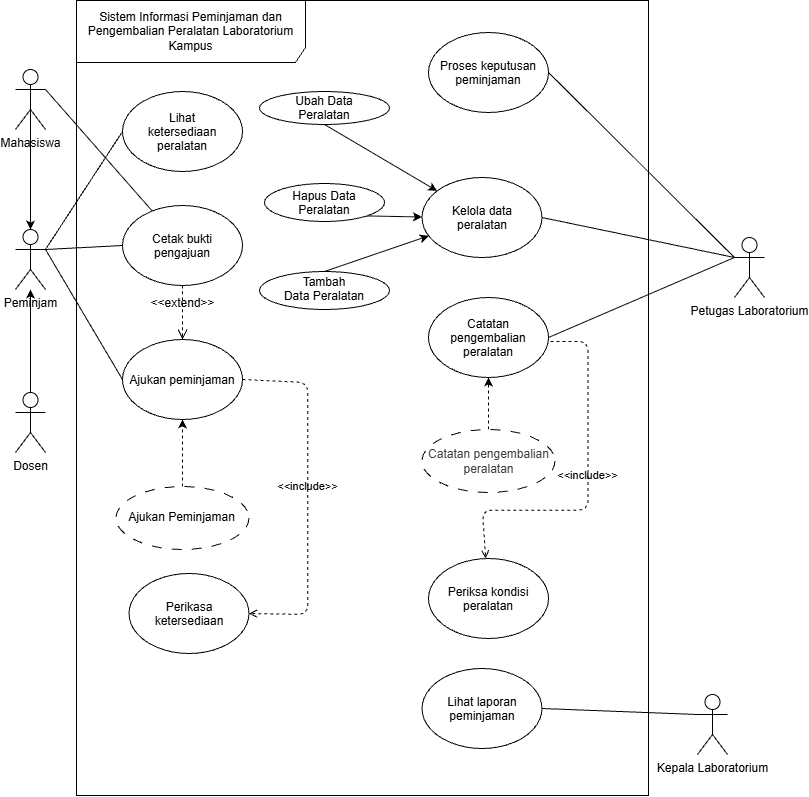 Sistem Informasi Peminjaman dan
Pengembalian Peralatan Laboratorium
Kampus
Proses keputusan
peminjaman
Ubah Data
Peralatan
Lihat
ketersediaan
peralatan
Mahasiswa
Hapus Data
Peralatan
Kelola data
peralatan
Cetak bukti
pengajuan
Tambah
Data Peralatan
Peminjam
<<extend>>
Petugas Laboratorium
Catatan
pengembalian
peralatan
Ajukan peminjaman
Dosen
Catatan pengembalian
peralatan
<<include>>
<<include>>
Ajukan Peminjaman
Perikasa
ketersediaan
Periksa kondisi
peralatan
Lihat laporan
peminjaman
Kepala Laboratorium